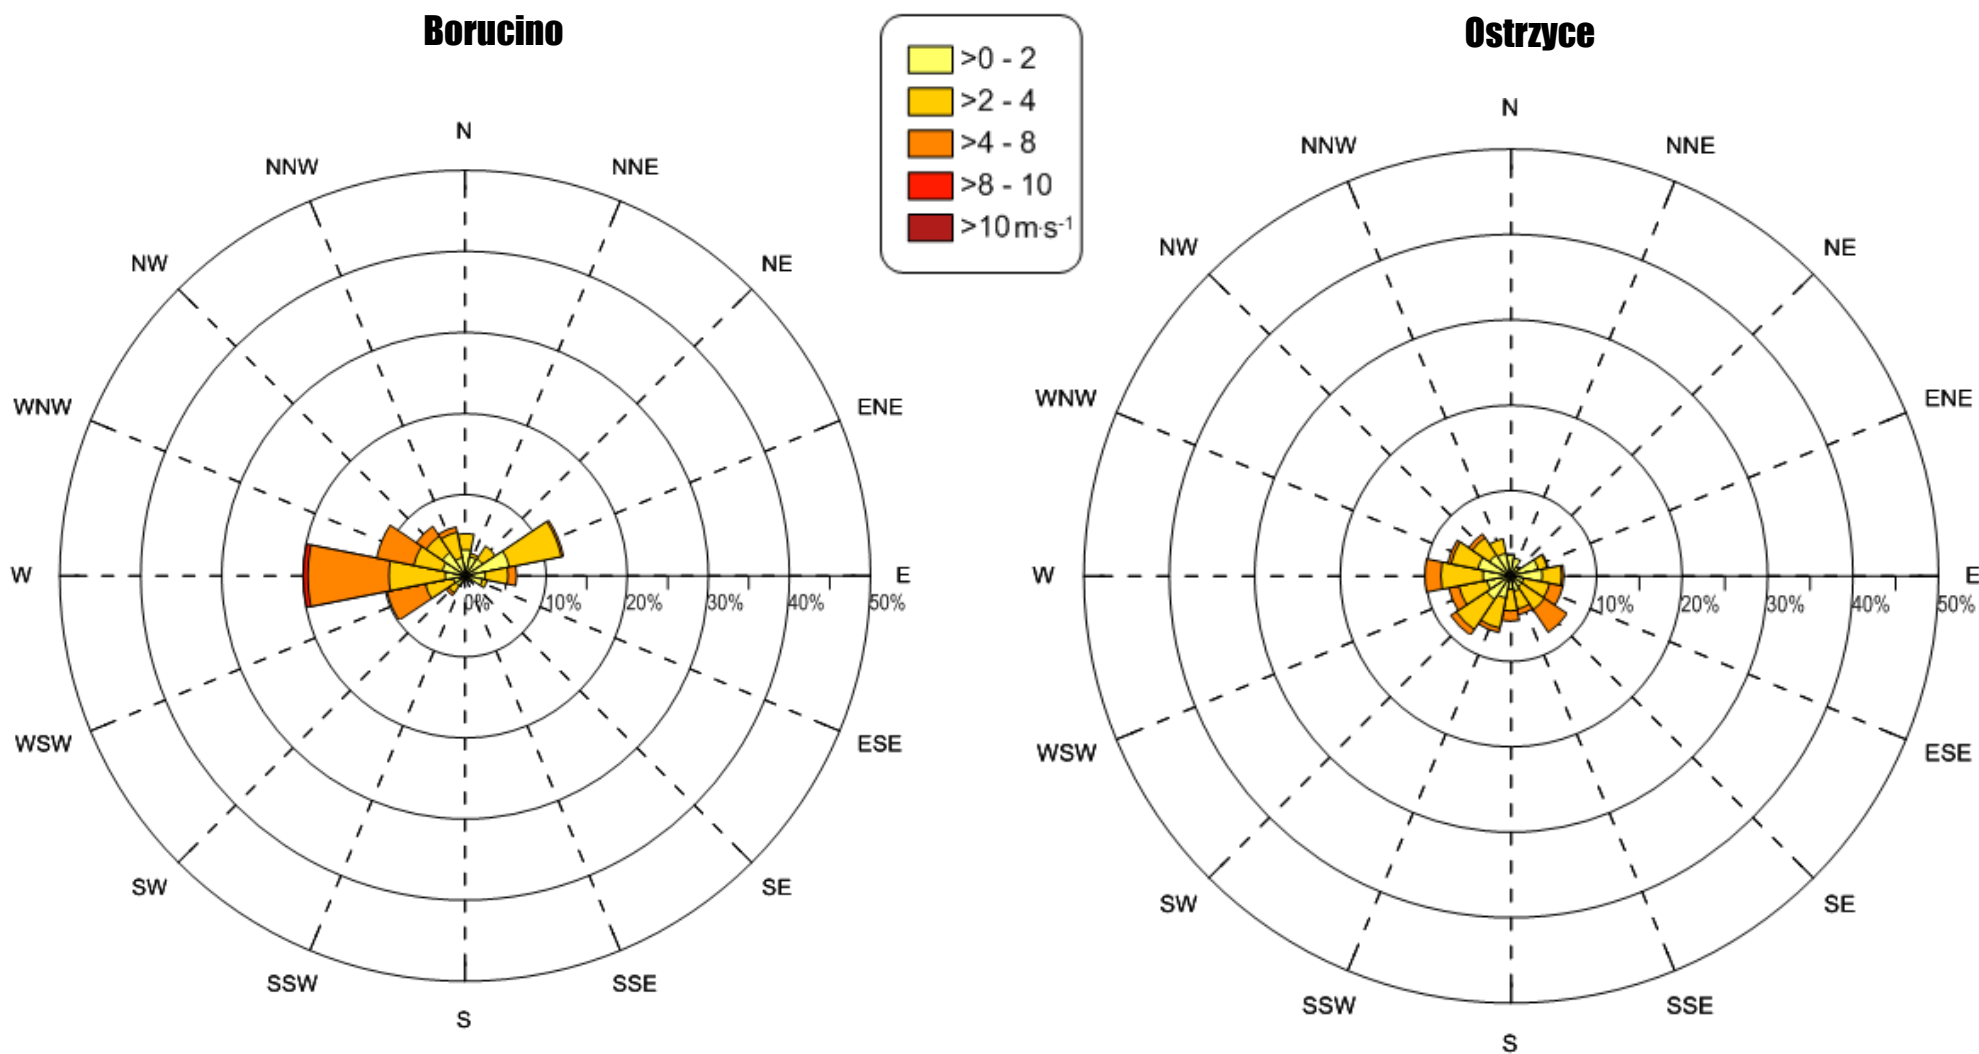 Borucino
Ostrzyce
>0 - 2
>2 - 4
>4 - 8
>8 - 10
>10 m·s⁻¹
N
NNW
NNE
NW
NE
WNW
ENE
W
E
0%
10%
20%
30%
40%
50%
WSW
ESE
SW
SE
SSW
SSE
S
N
NNW
NNE
NW
NE
WNW
ENE
W
E
10%
20%
30%
40%
50%
WSW
ESE
SW
SE
SSW
SSE
S